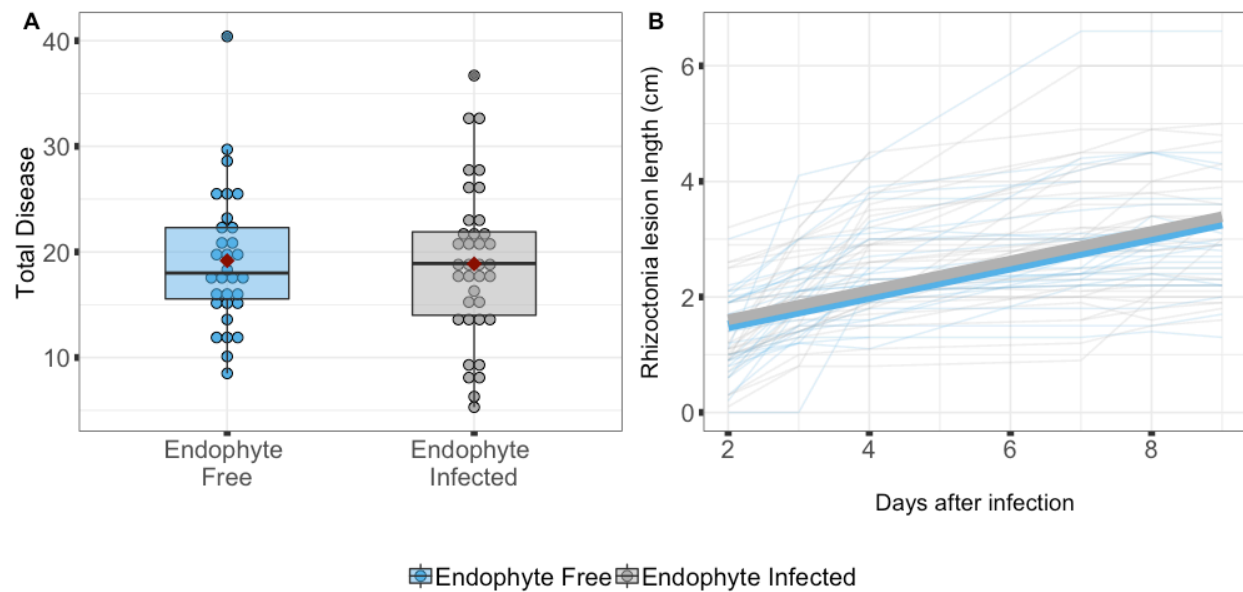 A
B
Total Disease
40
30
20
10
Endophyte
Free
Endophyte
Infected
Rhizoctonia lesion length (cm)
6
4
2
0
2 4 6 8
Days after infection
Endophyte Free Endophyte Infected